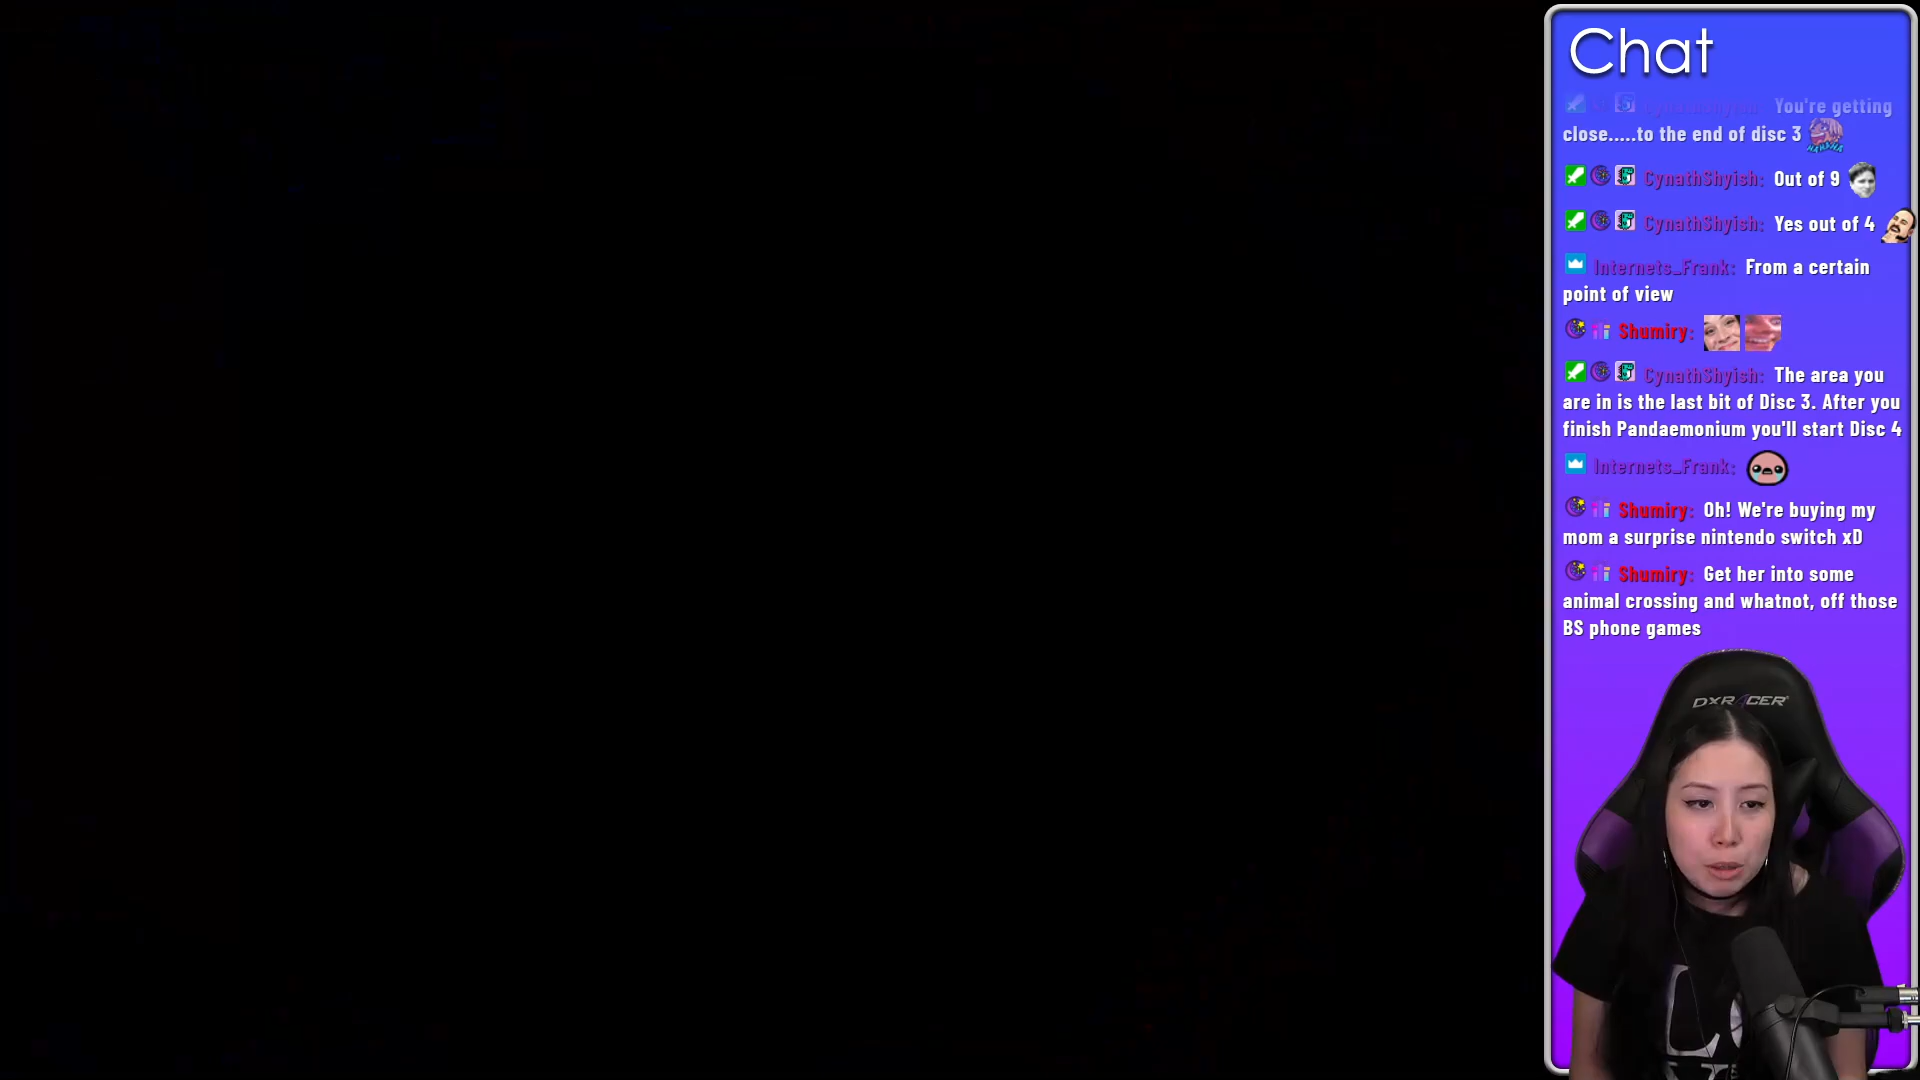 Chat
CynathShyish: You're getting
close.....to the end of disc 3
CynathShyish: Out of 9
CynathShyish: Yes out of 4
Internets_Frank: From a certain
point of view
Shumiry:
CynathShyish: The area you
are in is the last bit of Disc 3. After you
finish Pandaemonium you'll start Disc 4
Internets_Frank:
Shumiry: Oh! We're buying my
mom a surprise nintendo switch xD
Shumiry: Get her into some
animal crossing and whatnot, off those
BS phone games
DXRACER